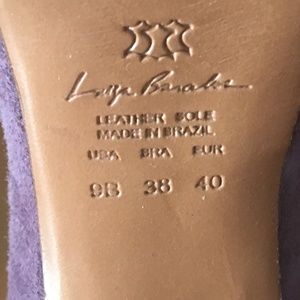 Luiza Barcelos
LEATHER SOLE
MADE IN BRAZIL
USA BRA EUR
9B 38 40